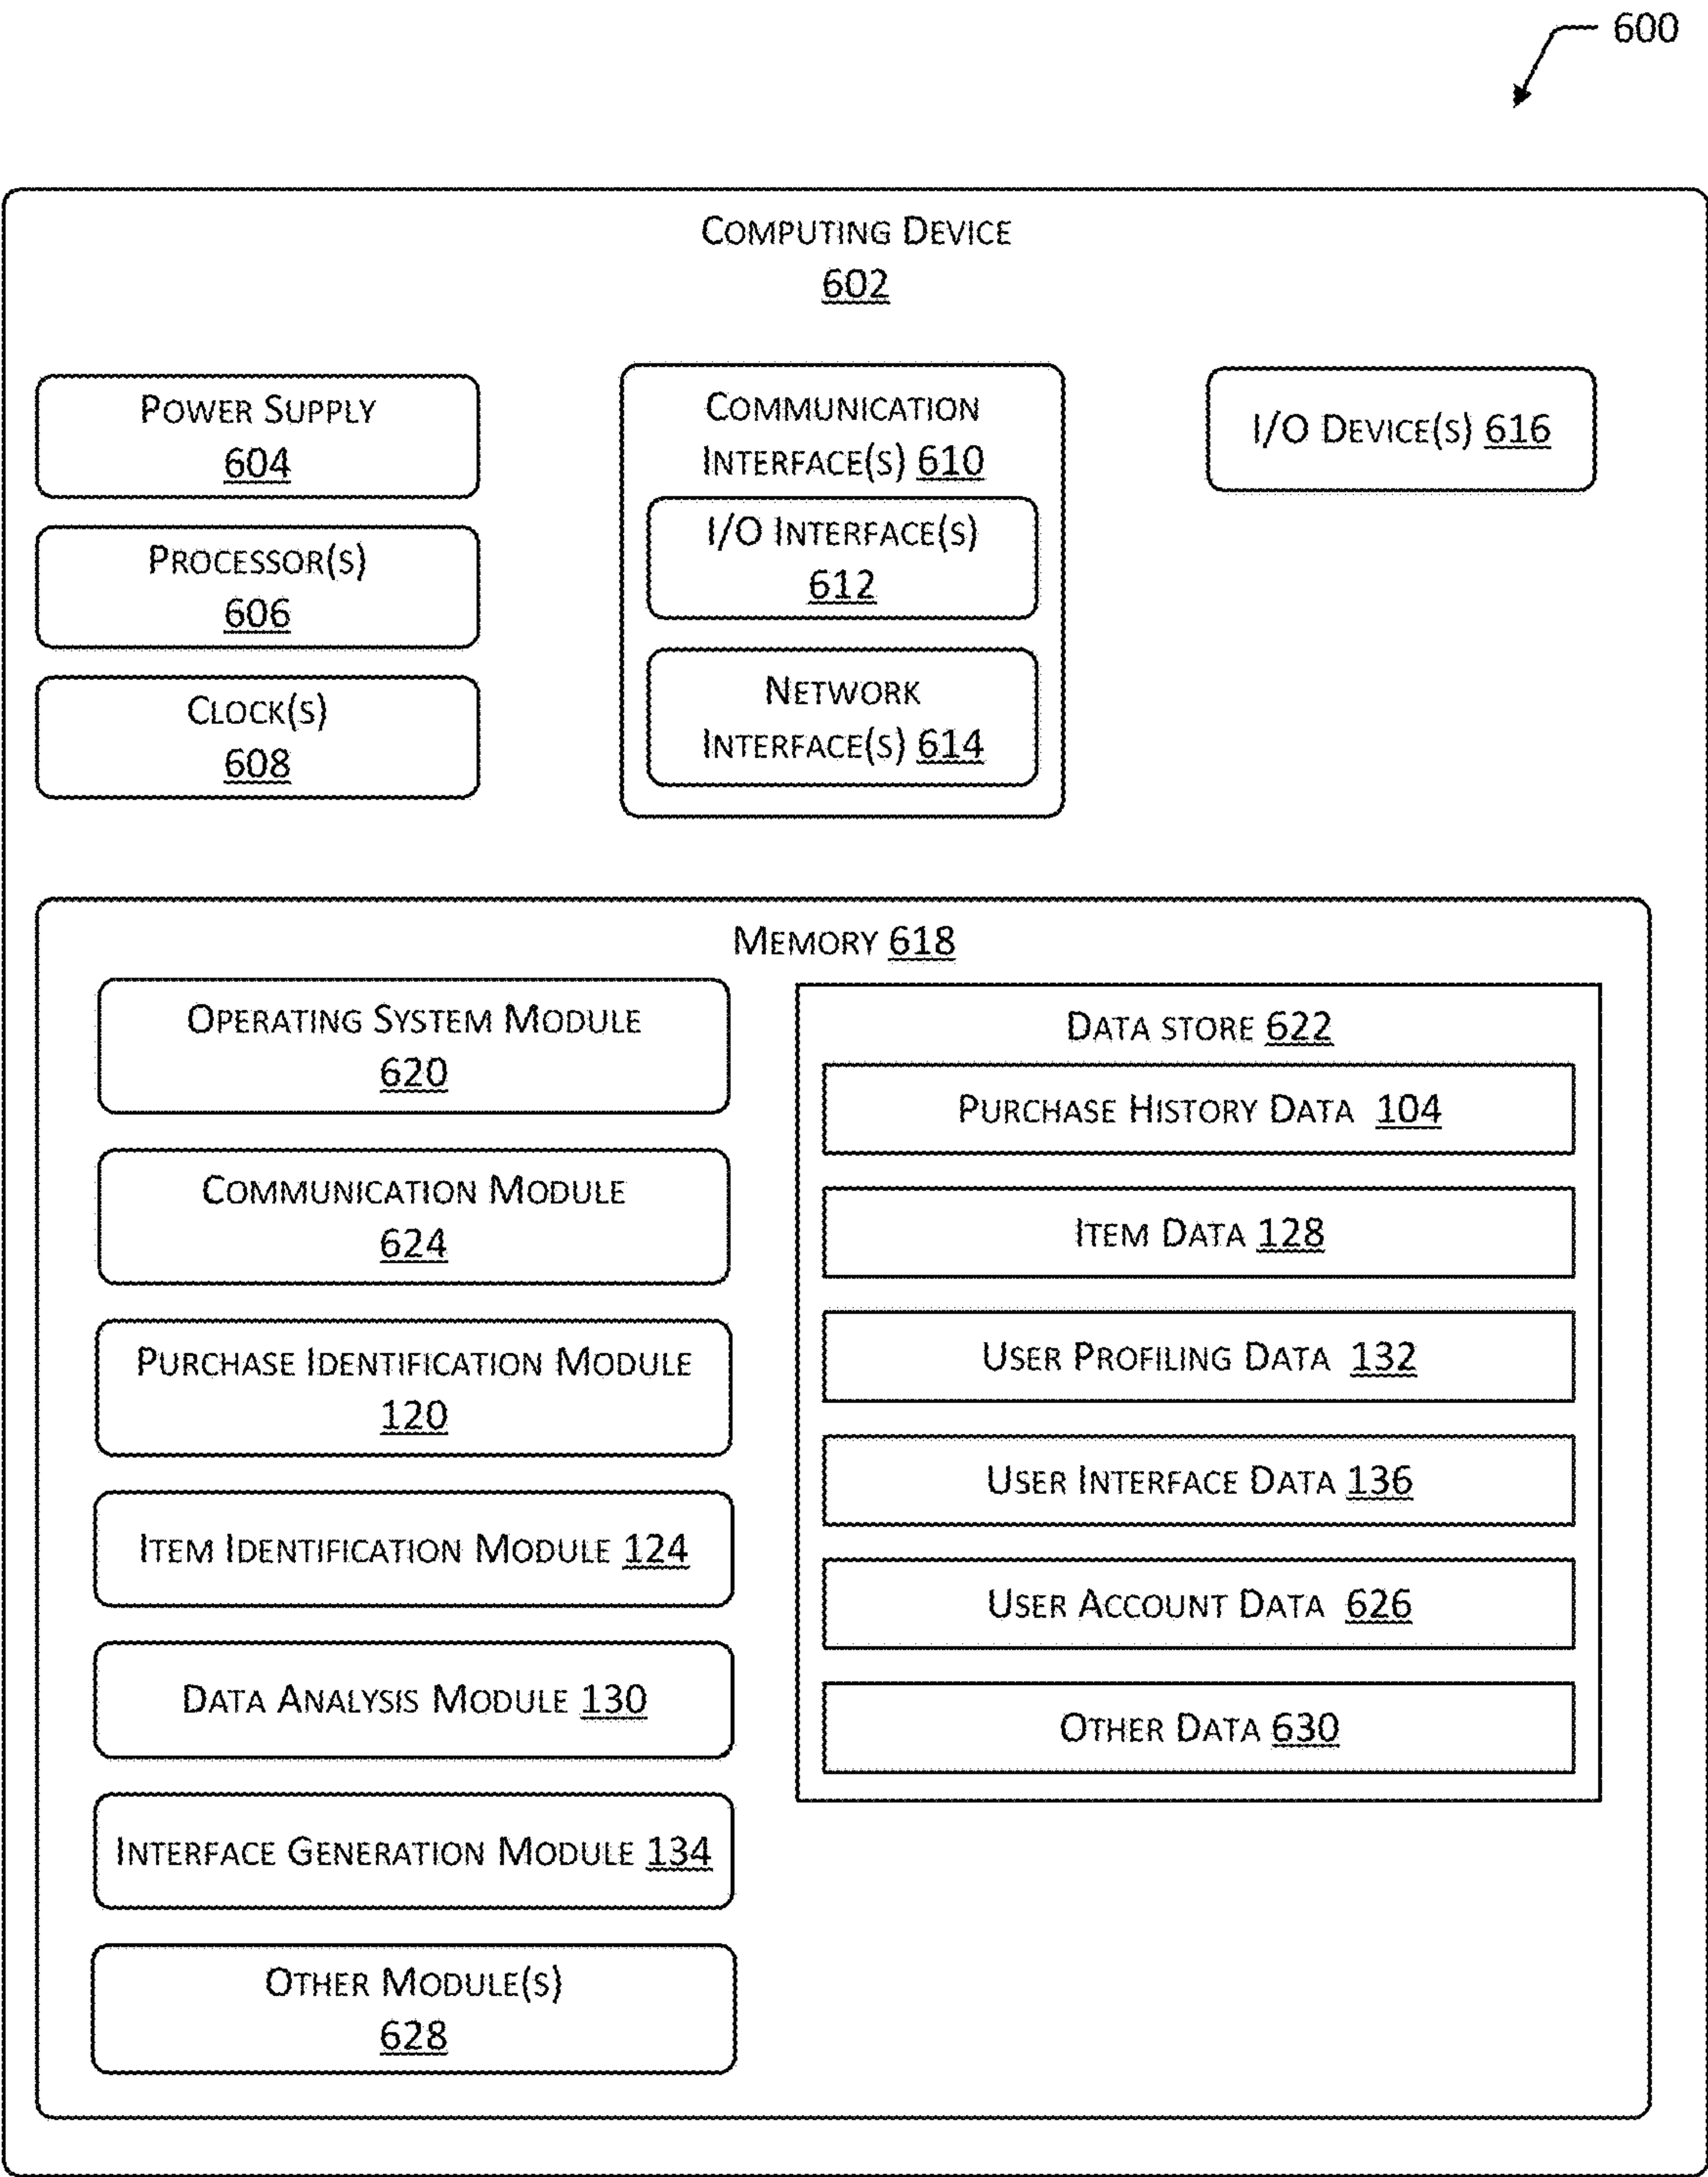 600
COMPUTING DEVICE
602
POWER SUPPLY
604
PROCESSOR(S)
606
CLOCK(S)
608
COMMUNICATION
INTERFACE(S) 610
I/O INTERFACE(S)
612
NETWORK
INTERFACE(S) 614
I/O DEVICE(S) 616
MEMORY 618
OPERATING SYSTEM MODULE
620
COMMUNICATION MODULE
624
PURCHASE IDENTIFICATION MODULE
120
ITEM IDENTIFICATION MODULE 124
DATA ANALYSIS MODULE 130
INTERFACE GENERATION MODULE 134
OTHER MODULE(S)
628
DATA STORE 622
PURCHASE HISTORY DATA 104
ITEM DATA 128
USER PROFILING DATA 132
USER INTERFACE DATA 136
USER ACCOUNT DATA 626
OTHER DATA 630